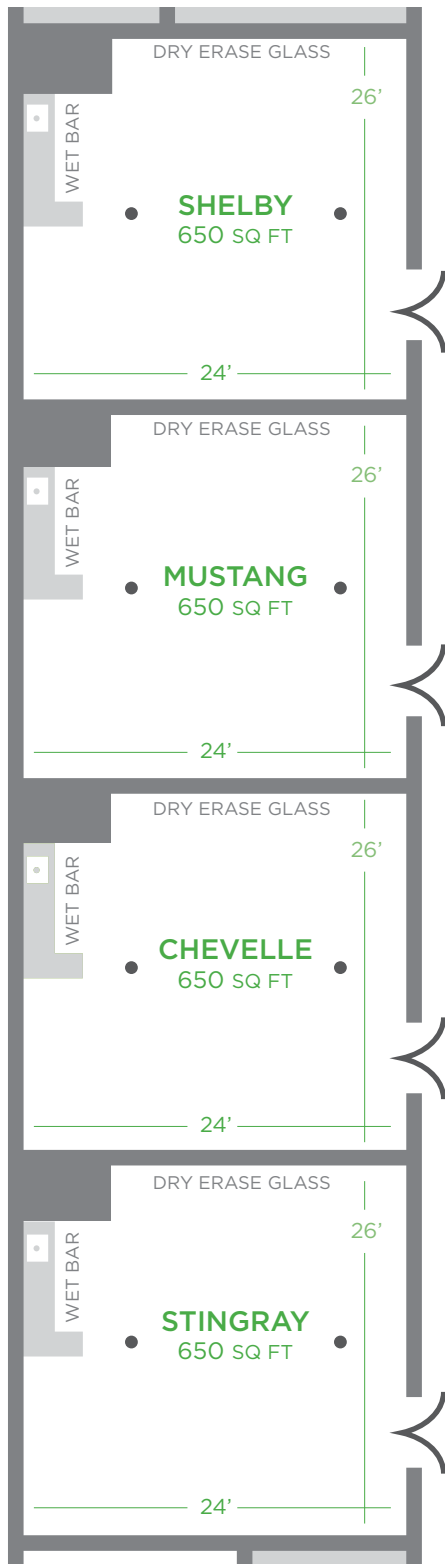 DRY ERASE GLASS
26’
WET BAR
SHELBY
650 SQ FT
24’
DRY ERASE GLASS
26’
WET BAR
MUSTANG
650 SQ FT
24’
DRY ERASE GLASS
26’
WET BAR
CHEVELLE
650 SQ FT
24’
DRY ERASE GLASS
26’
WET BAR
STINGRAY
650 SQ FT
24’